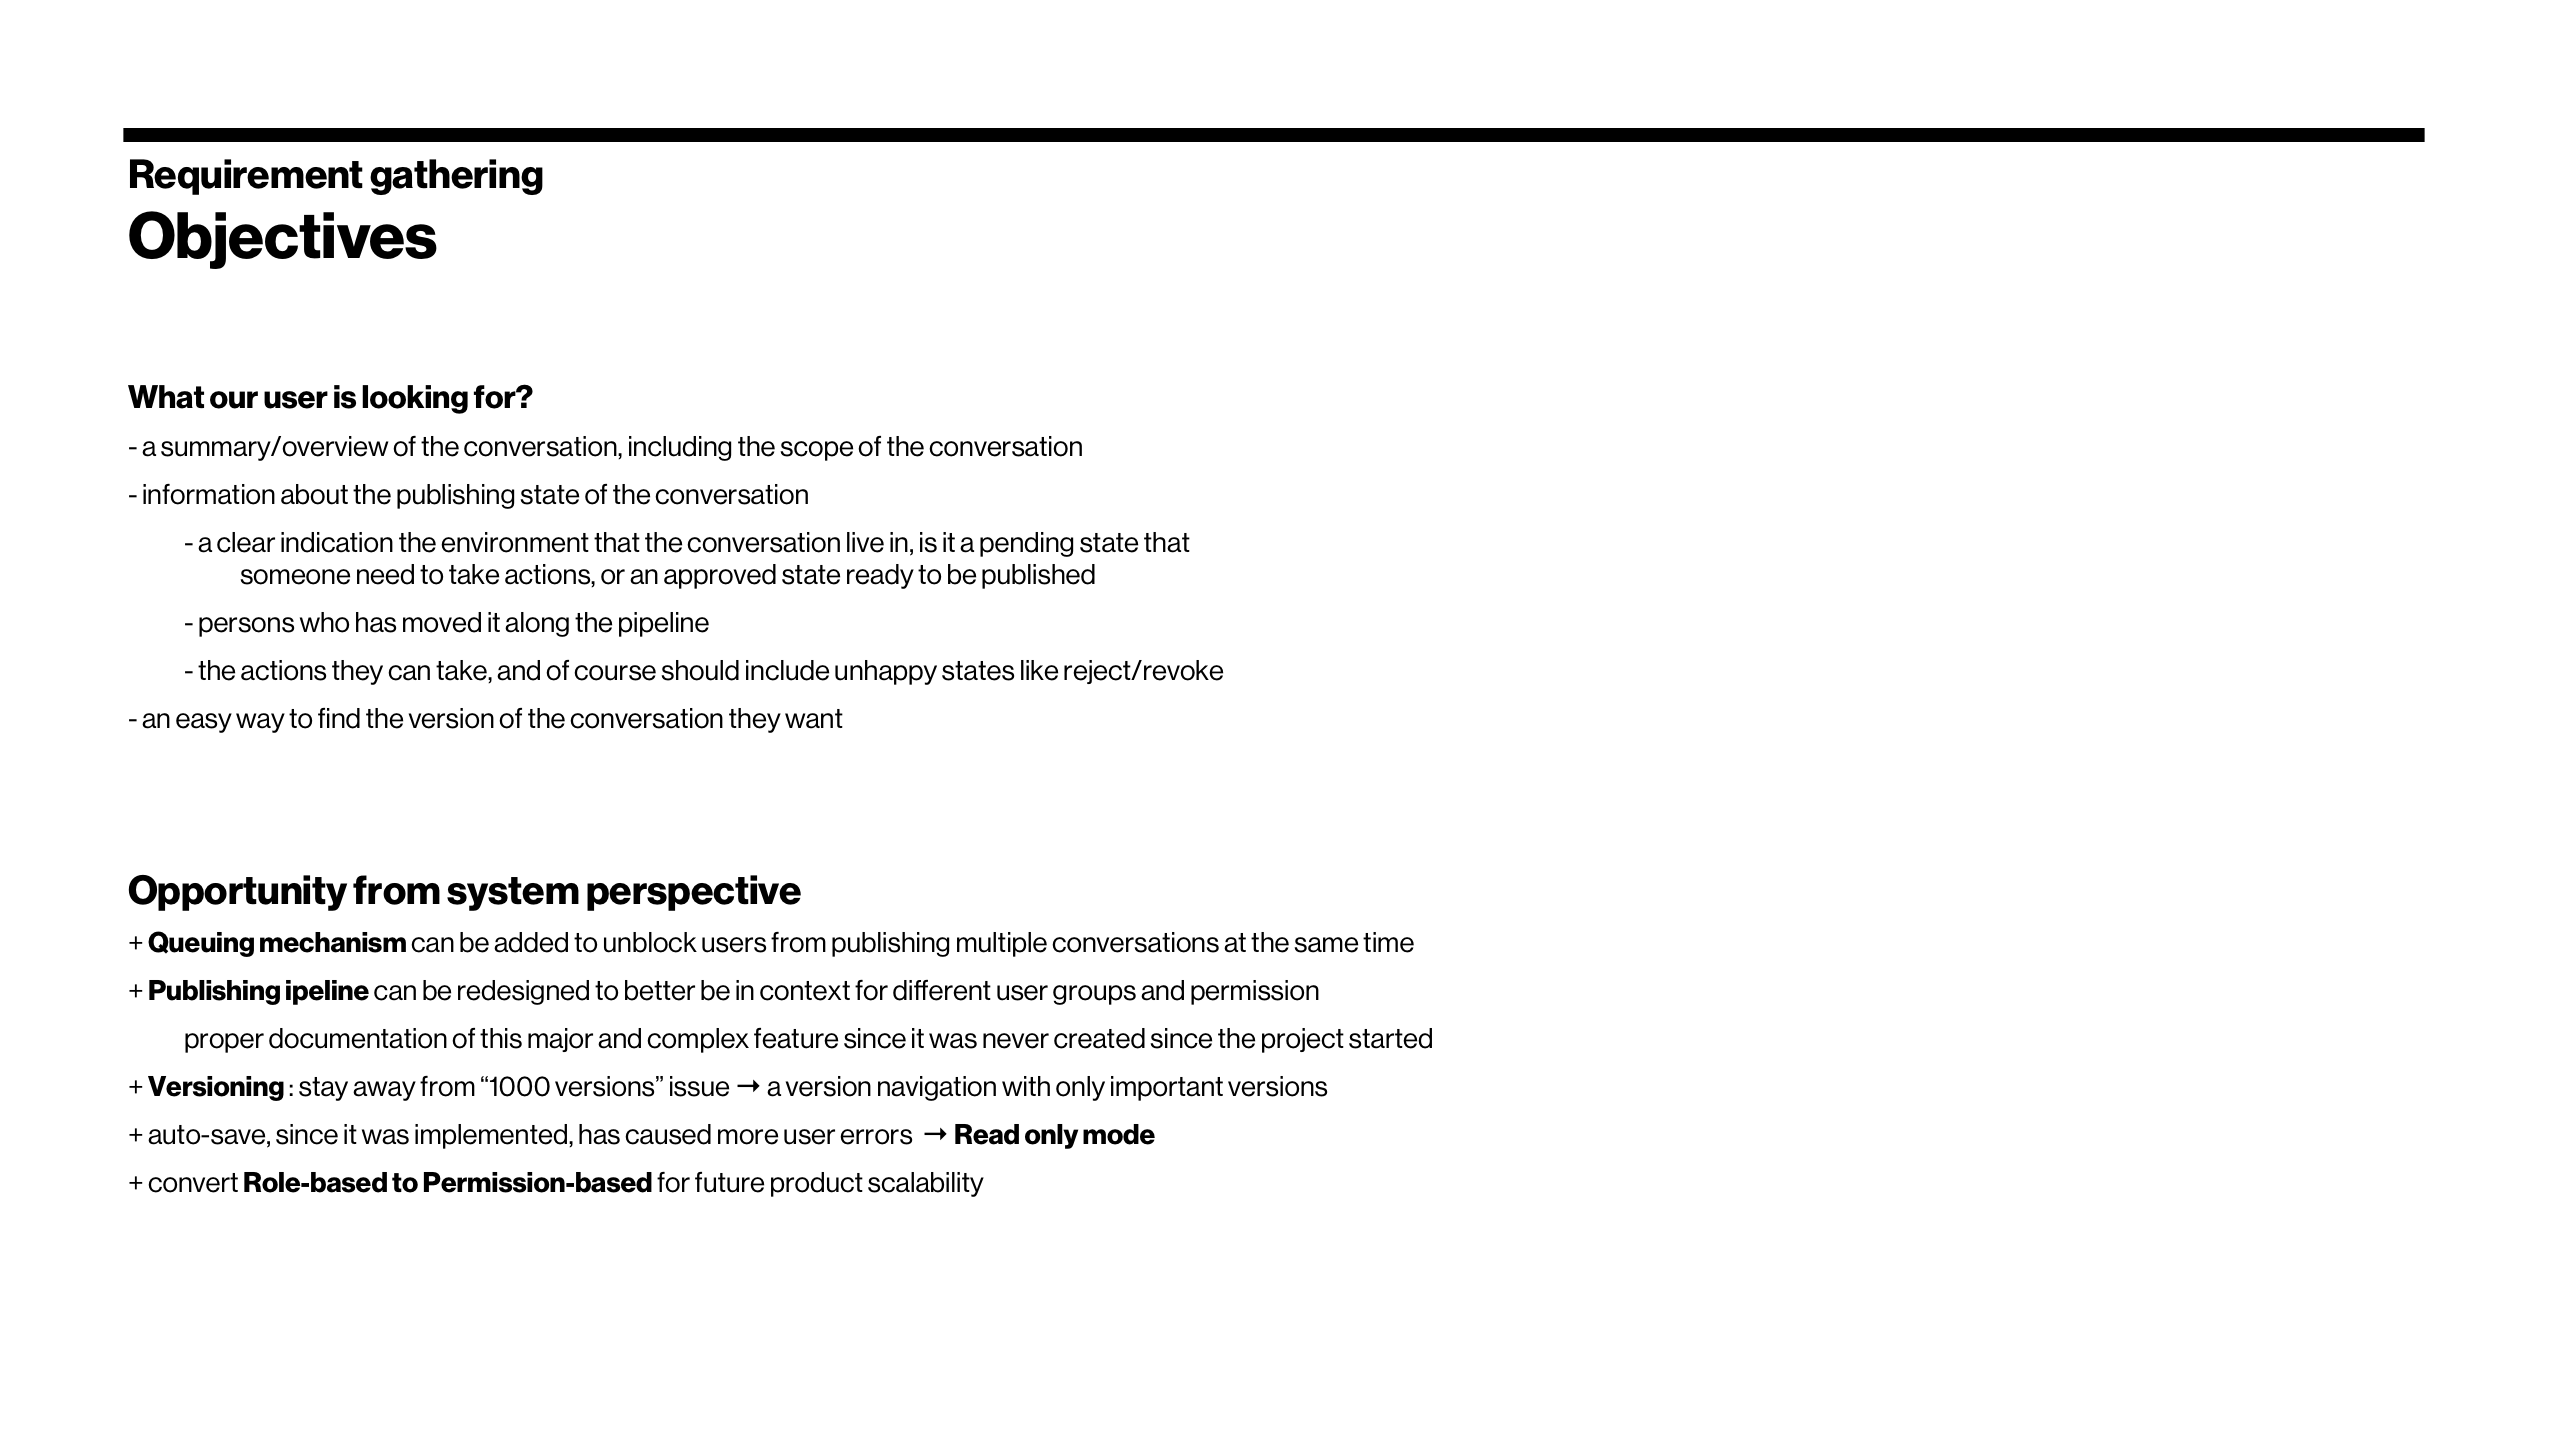 Requirement gathering
Objectives
What our user is looking for?
- a summary/overview of the conversation, including the scope of the conversation
- information about the publishing state of the conversation
- a clear indication the environment that the conversation live in, is it a pending state that
someone need to take actions, or an approved state ready to be published
- persons who has moved it along the pipeline
- the actions they can take, and of course should include unhappy states like reject/revoke
- an easy way to find the version of the conversation they want
Opportunity from system perspective
+ Queuing mechanism can be added to unblock users from publishing multiple conversations at the same time
+ Publishing ipeline can be redesigned to better be in context for different user groups and permission
proper documentation of this major and complex feature since it was never created since the project started
+ Versioning : stay away from “1000 versions” issue → a version navigation with only important versions
+ auto-save, since it was implemented, has caused more user errors → Read only mode
+ convert Role-based to Permission-based for future product scalability